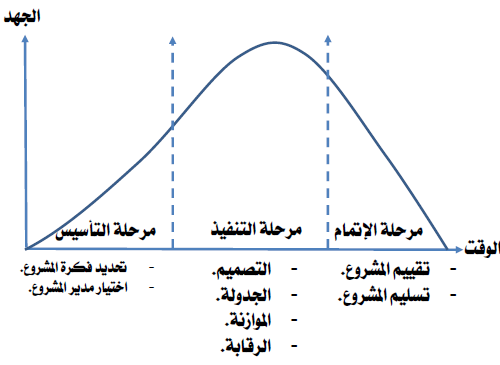 الجهد
مرحلة التأسيس
مرحلة التنفيذ
مرحلة الإتمام
الوقت
- تحديد فكرة المشروع.
- اختيار مدير المشروع.
- التصميم.
- الجدولة.
- الموازنة.
- الرقابة.
- تقييم المشروع.
- تسليم المشروع.